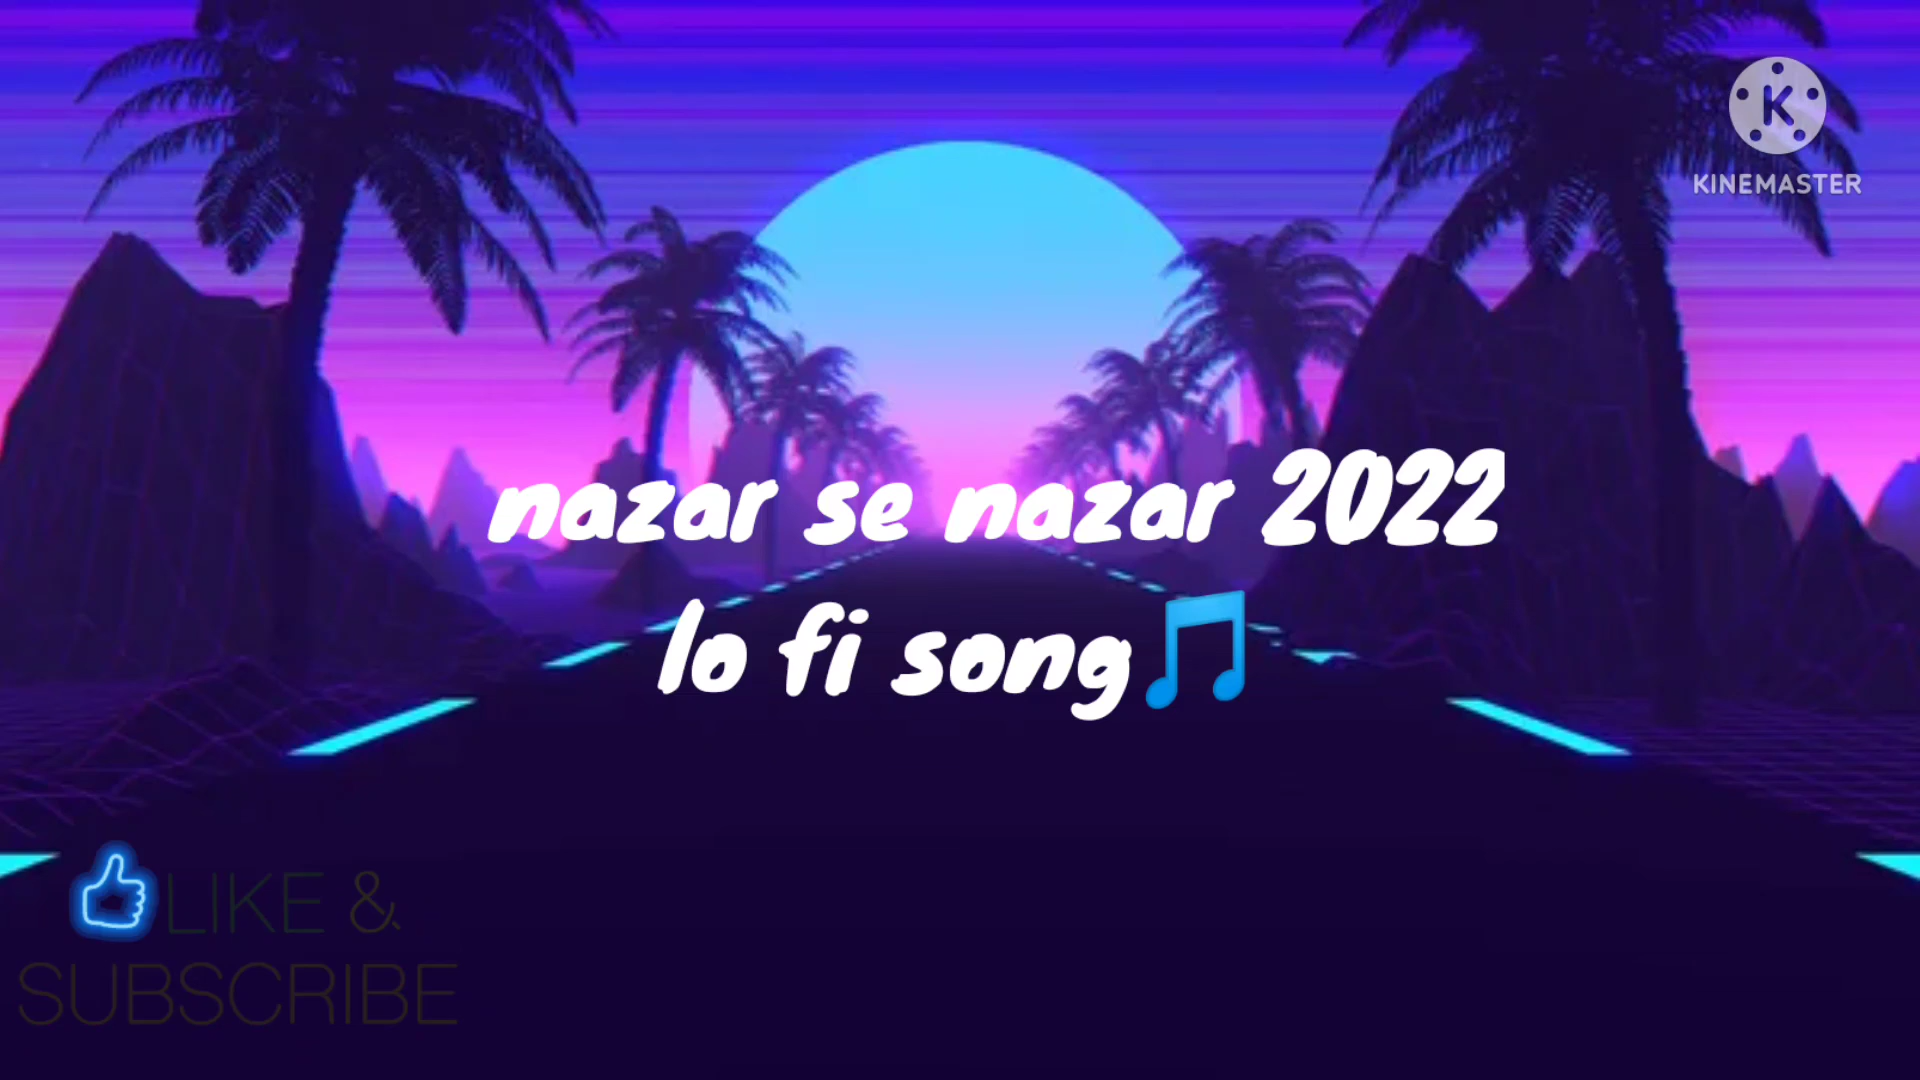 K
KINEMASTER
nazar se nazar 2022
lo fi song🎵
LIKE &
SUBSCRIBE